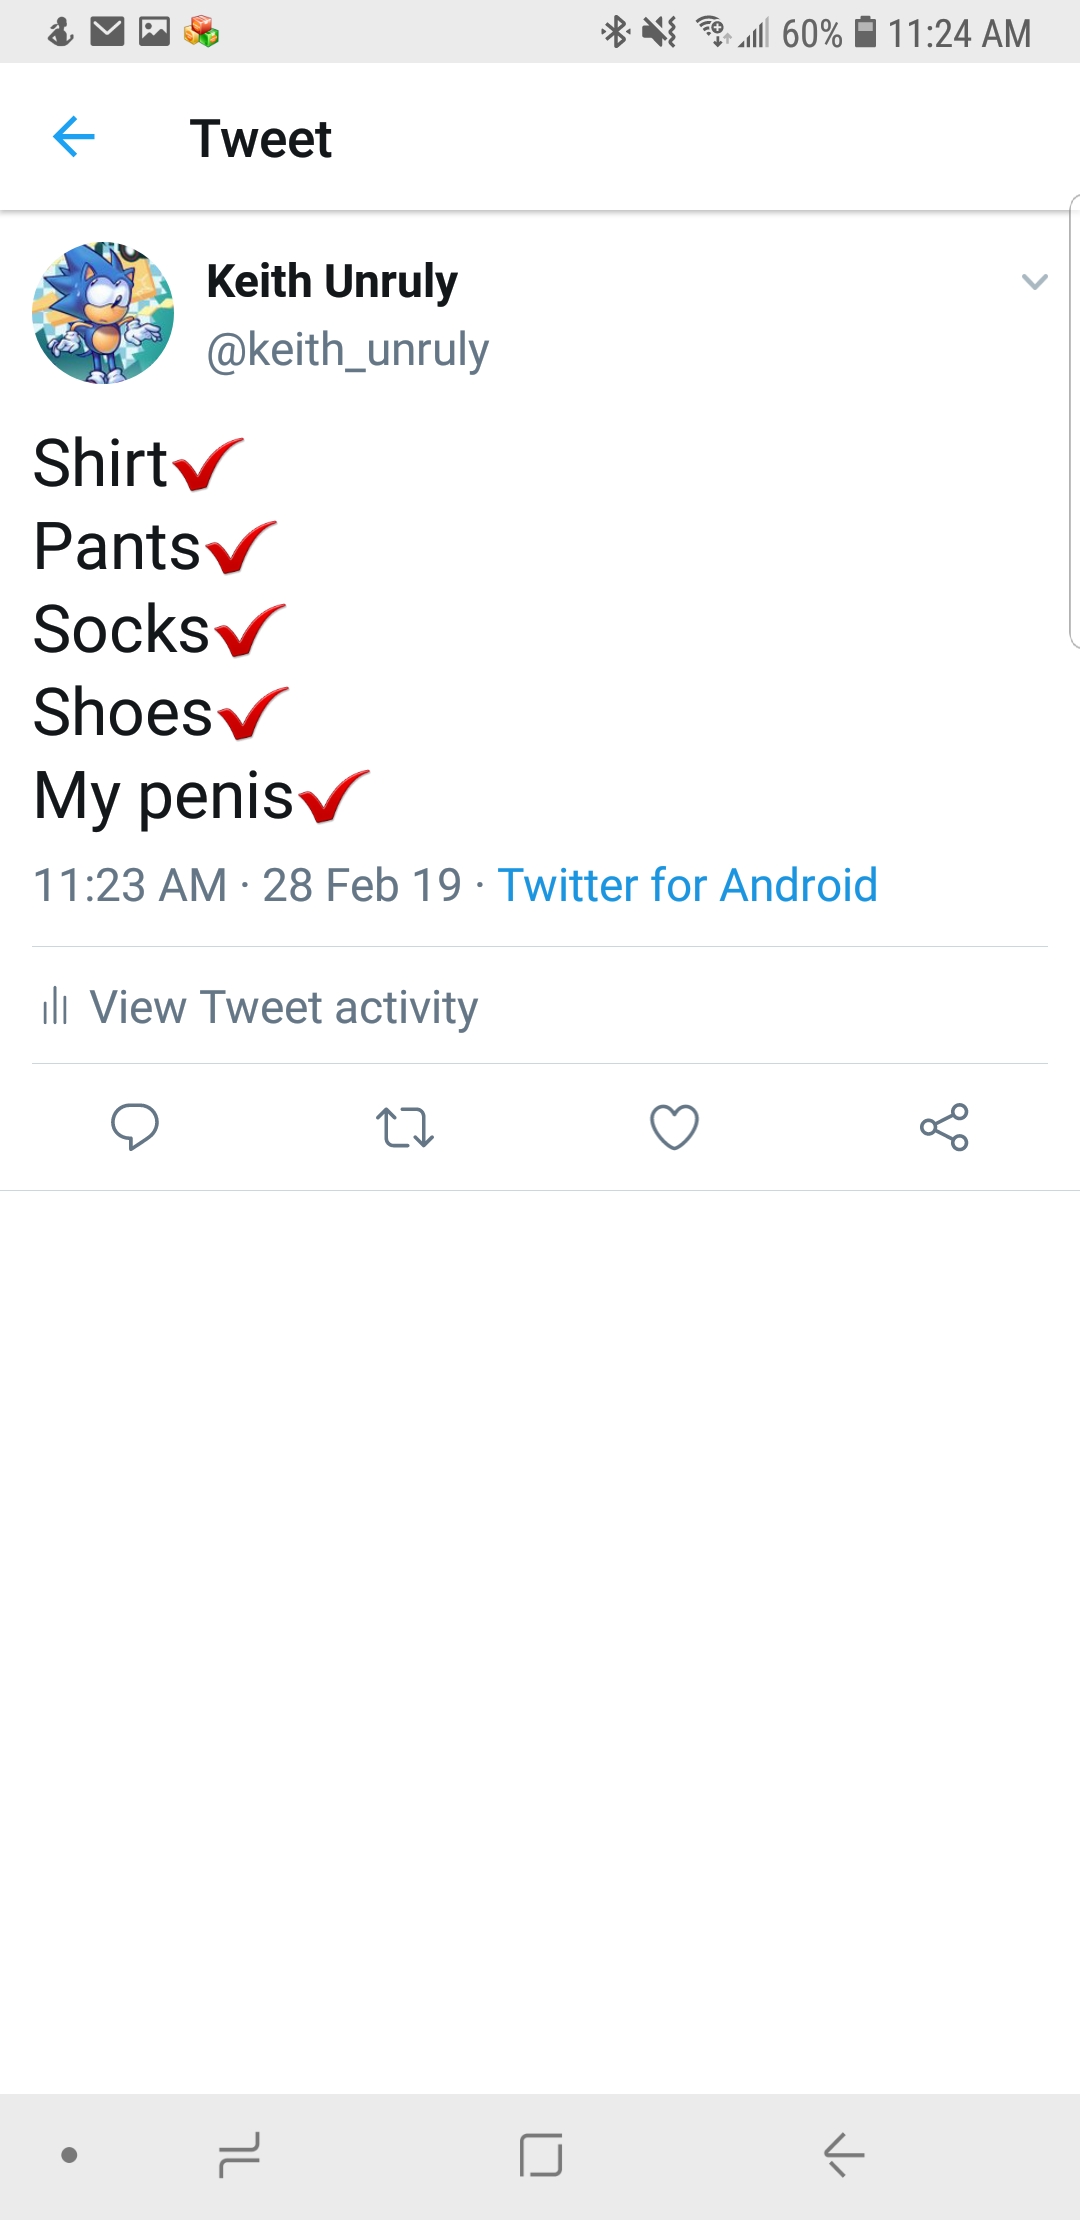 60% 11:24 AM
Tweet
Keith Unruly
@keith_unruly
Shirt✔
Pants✔
Socks✔
Shoes✔
My penis✔
11:23 AM · 28 Feb 19 · Twitter for Android
View Tweet activity